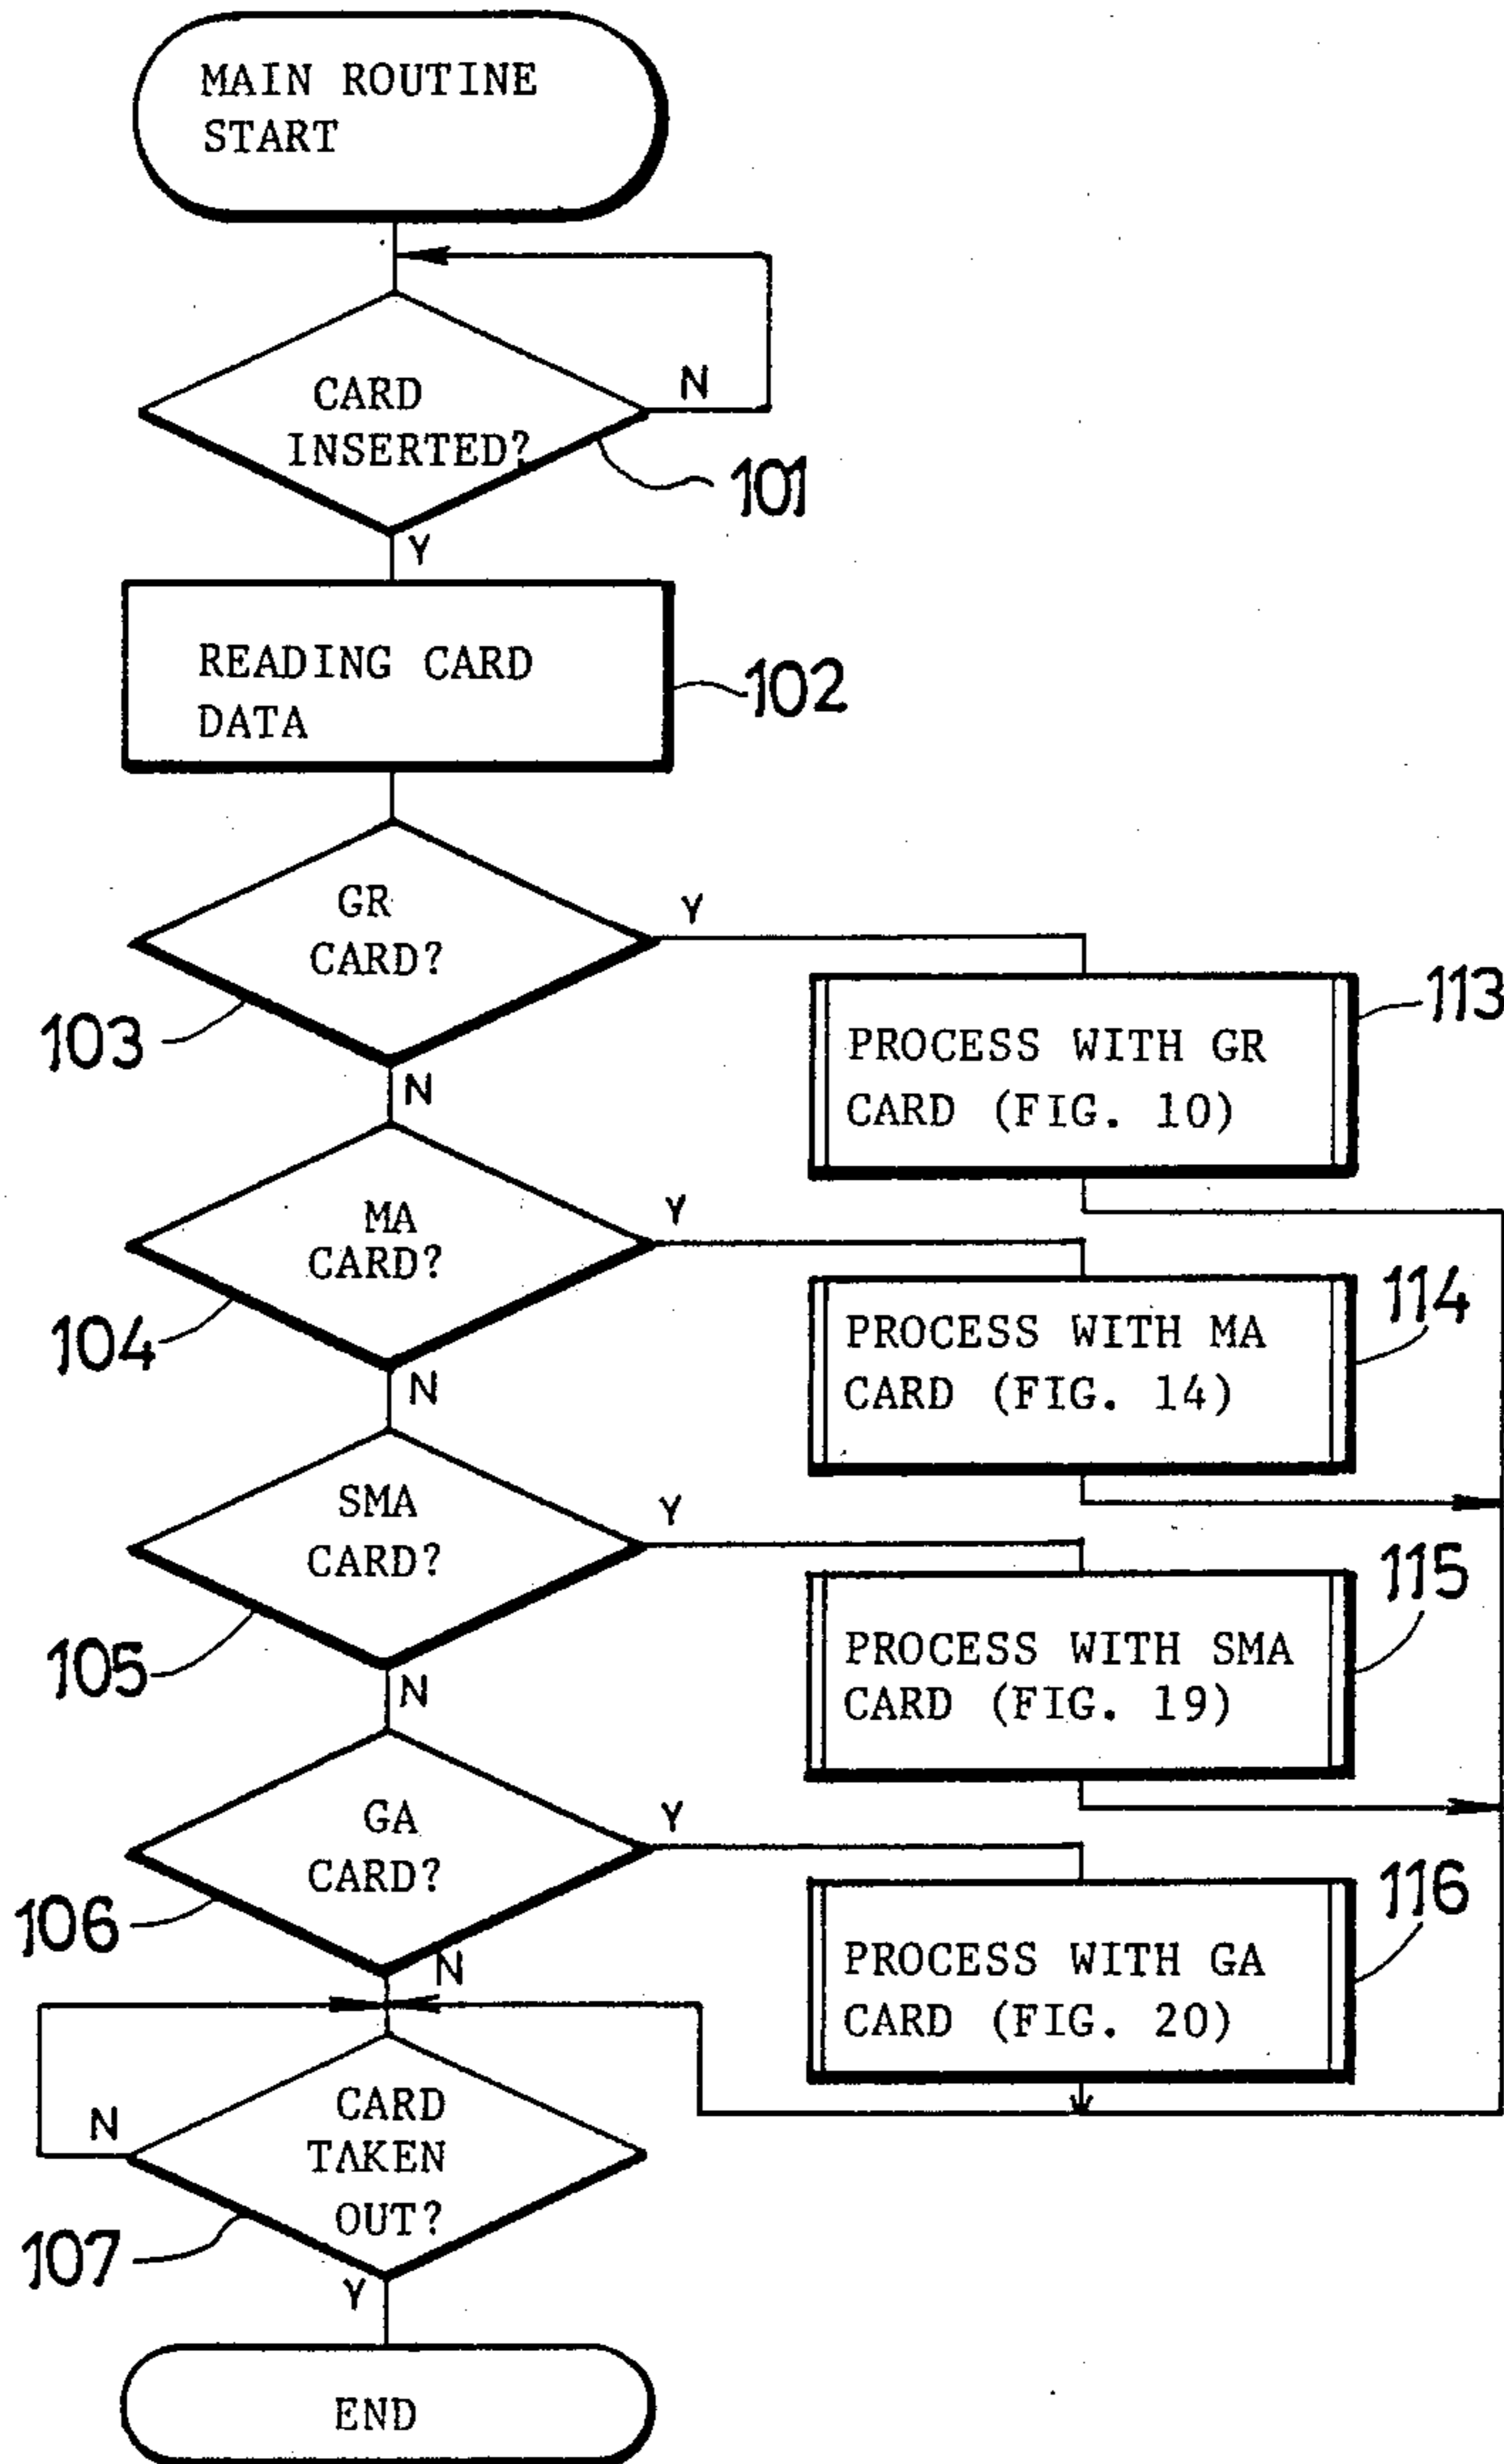 MAIN ROUTINE
START
CARD
INSERTED?
N
101
Y
READING CARD
DATA
102
GR
CARD?
Y
103
N
PROCESS WITH GR
CARD (FIG. 10)
113
MA
CARD?
Y
104
N
PROCESS WITH MA
CARD (FIG. 14)
114
SMA
CARD?
Y
105
N
PROCESS WITH SMA
CARD (FIG. 19)
115
GA
CARD?
Y
106
N
PROCESS WITH GA
CARD (FIG. 20)
116
CARD
TAKEN
OUT?
N
107
Y
END